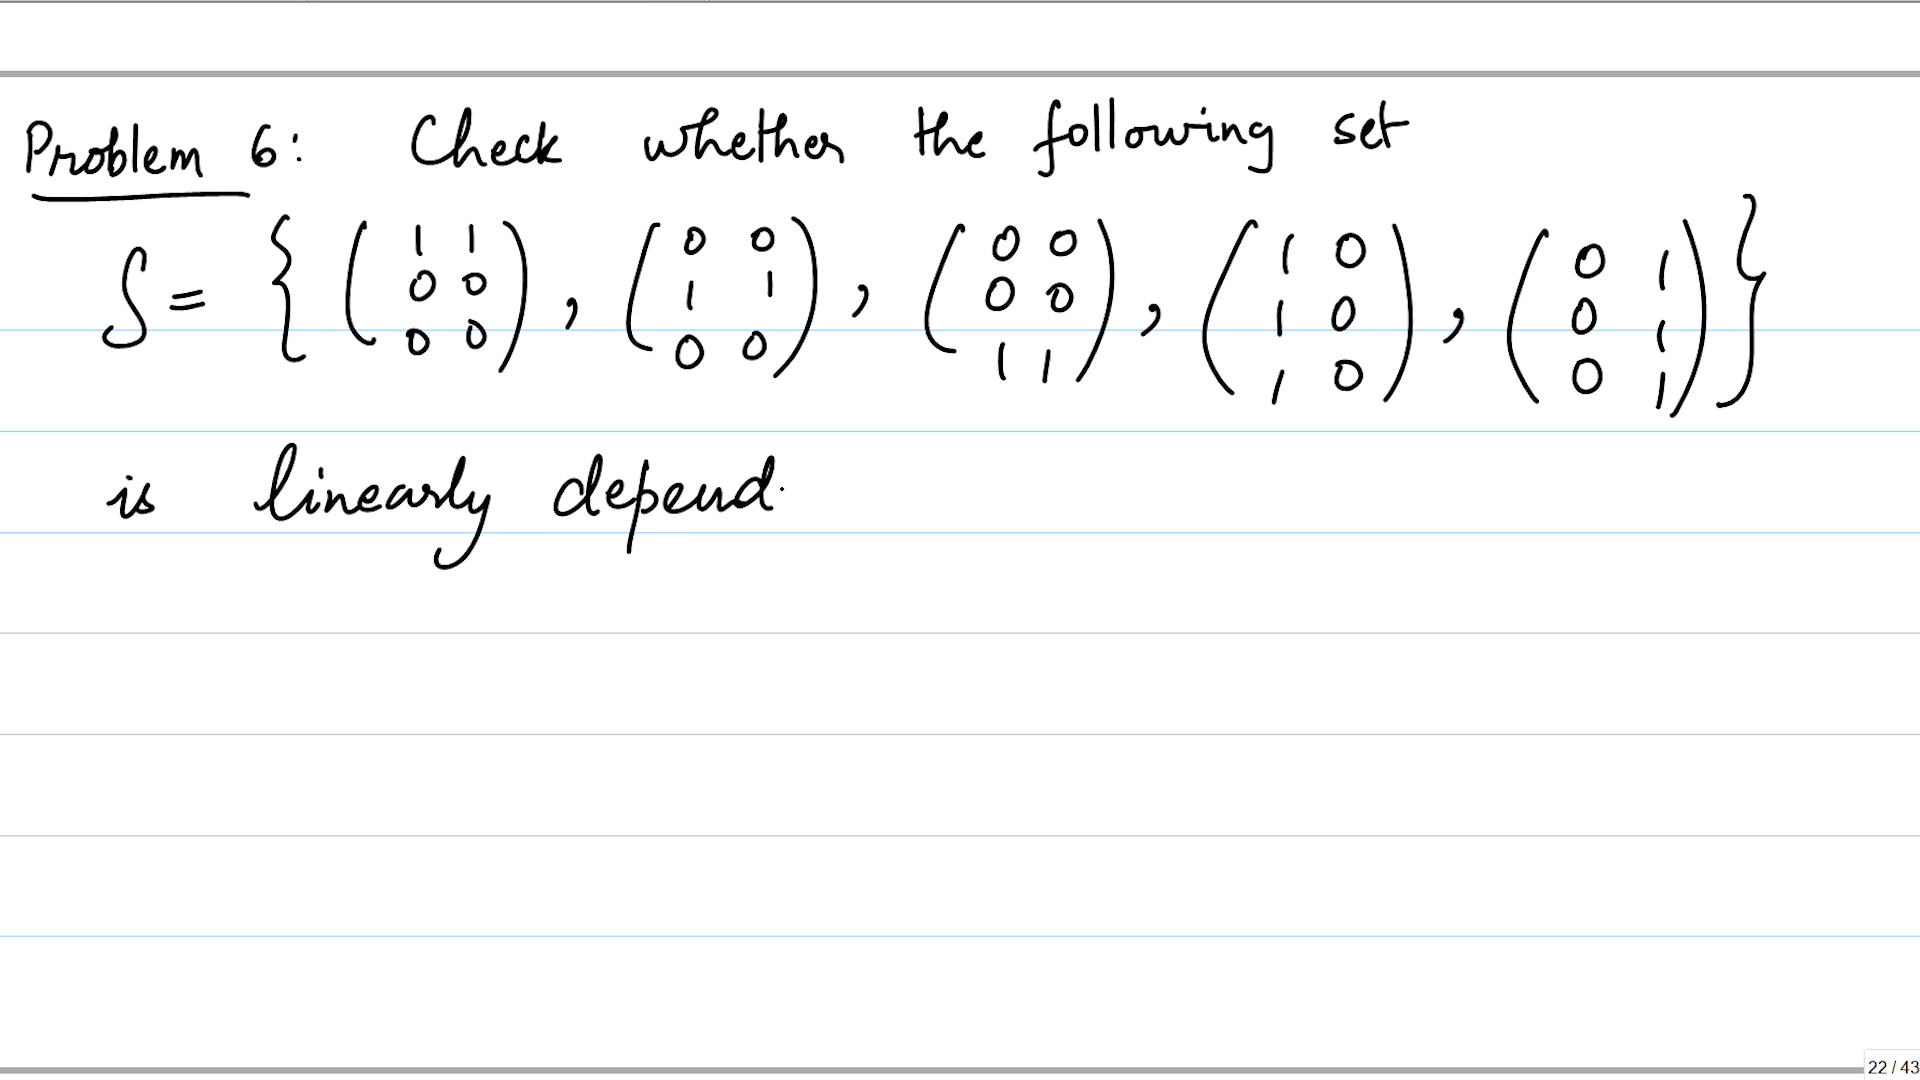 Problem 6: Check whether the following set
S = { ( 1 1 ; 0 0 ; 0 0 ), ( 0 0 ; 1 1 ; 0 0 ), ( 0 0 ; 0 0 ; 1 1 ), ( 1 0 ; 1 0 ; 1 0 ), ( 0 1 ; 0 1 ; 0 1 ) }
is linearly depend
22 / 43